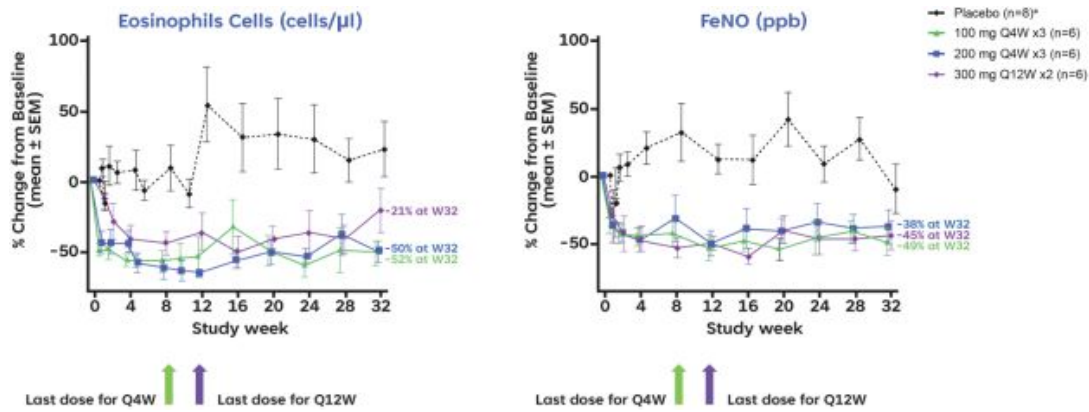 Eosinophils Cells (cells/μl)
% Change from Baseline
(mean ± SEM)
100
50
0
-50
-21% at W32
-50% at W32
-52% at W32
0 4 8 12 16 20 24 28 32
Study week
Last dose for Q4W
Last dose for Q12W
FeNO (ppb)
% Change from Baseline
(mean ± SEM)
100
50
0
-50
-38% at W32
-45% at W32
-49% at W32
0 4 8 12 16 20 24 28 32
Study week
Last dose for Q4W
Last dose for Q12W
Placebo (n=8)*
100 mg Q4W x3 (n=6)
200 mg Q4W x3 (n=6)
300 mg Q12W x2 (n=6)